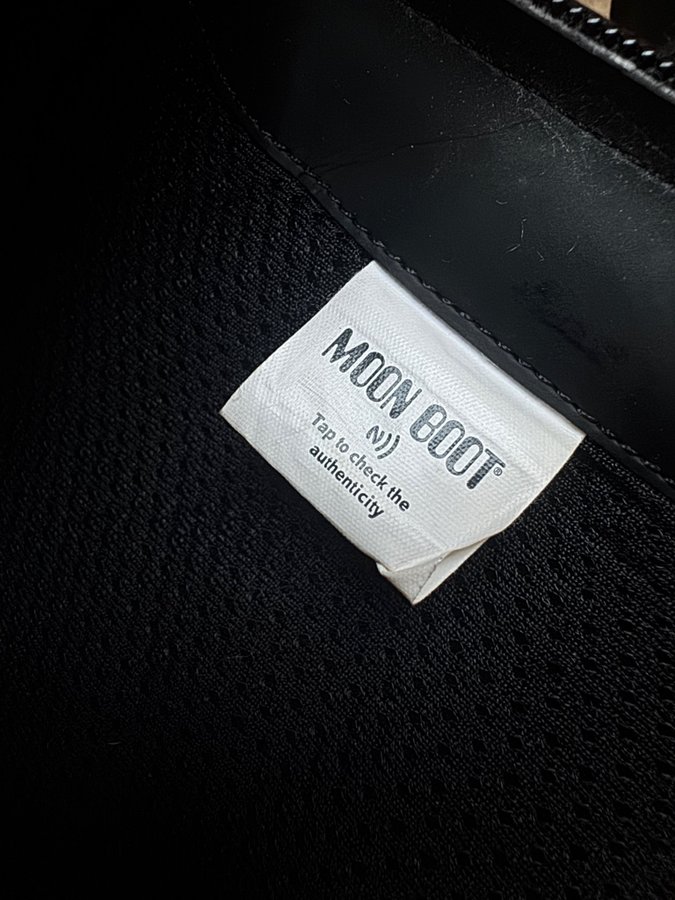 MOON BOOT®
N)))
Tap to check the
authenticity